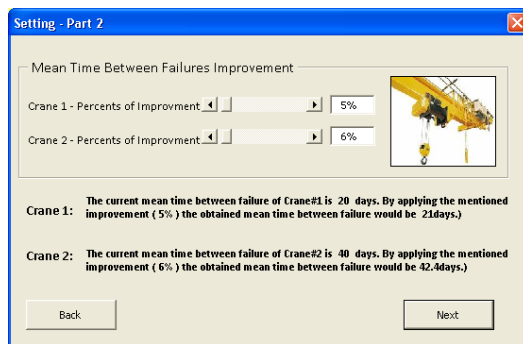 Setting - Part 2
Mean Time Between Failures Improvement
Crane 1 - Percents of Improvment 5%
Crane 2 - Percents of Improvment 6%
Crane 1: The current mean time between failure of Crane#1 is 20 days. By applying the mentioned
improvement ( 5% ) the obtained mean time between failure would be 21days.)
Crane 2: The current mean time between failure of Crane#2 is 40 days. By applying the mentioned
improvement ( 6% ) the obtained mean time between failure would be 42.4days.)
Back Next